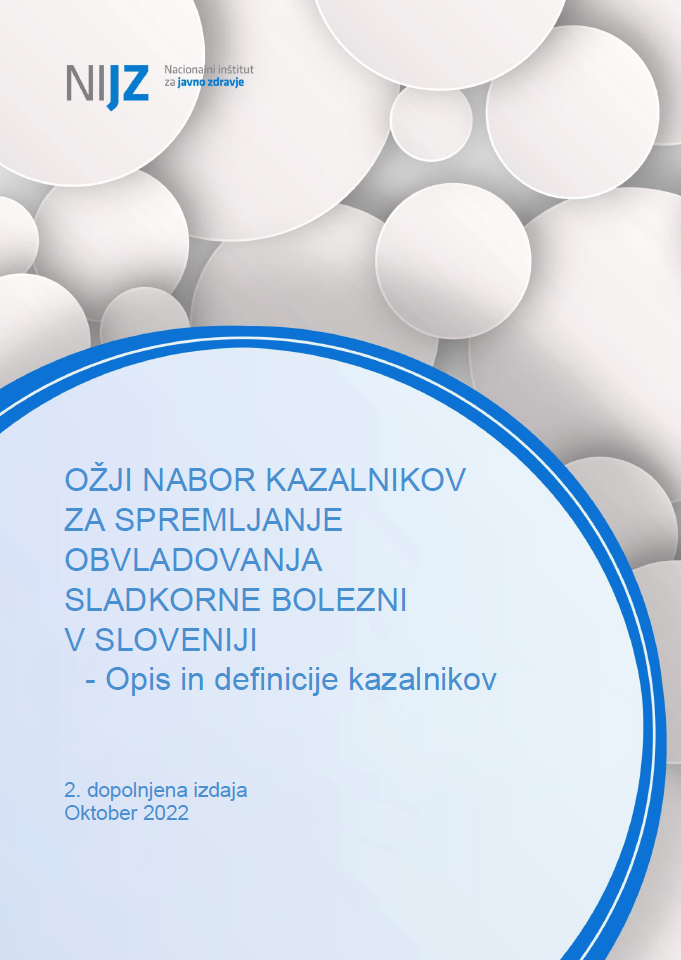 NIJZ
Nacionalni inštitut
za javno zdravje
OŽJI NABOR KAZALNIKOV
ZA SPREMLJANJE
OBVLADOVANJA
SLADKORNE BOLEZNI
V SLOVENIJI
- Opis in definicije kazalnikov
2. dopolnjena izdaja
Oktober 2022